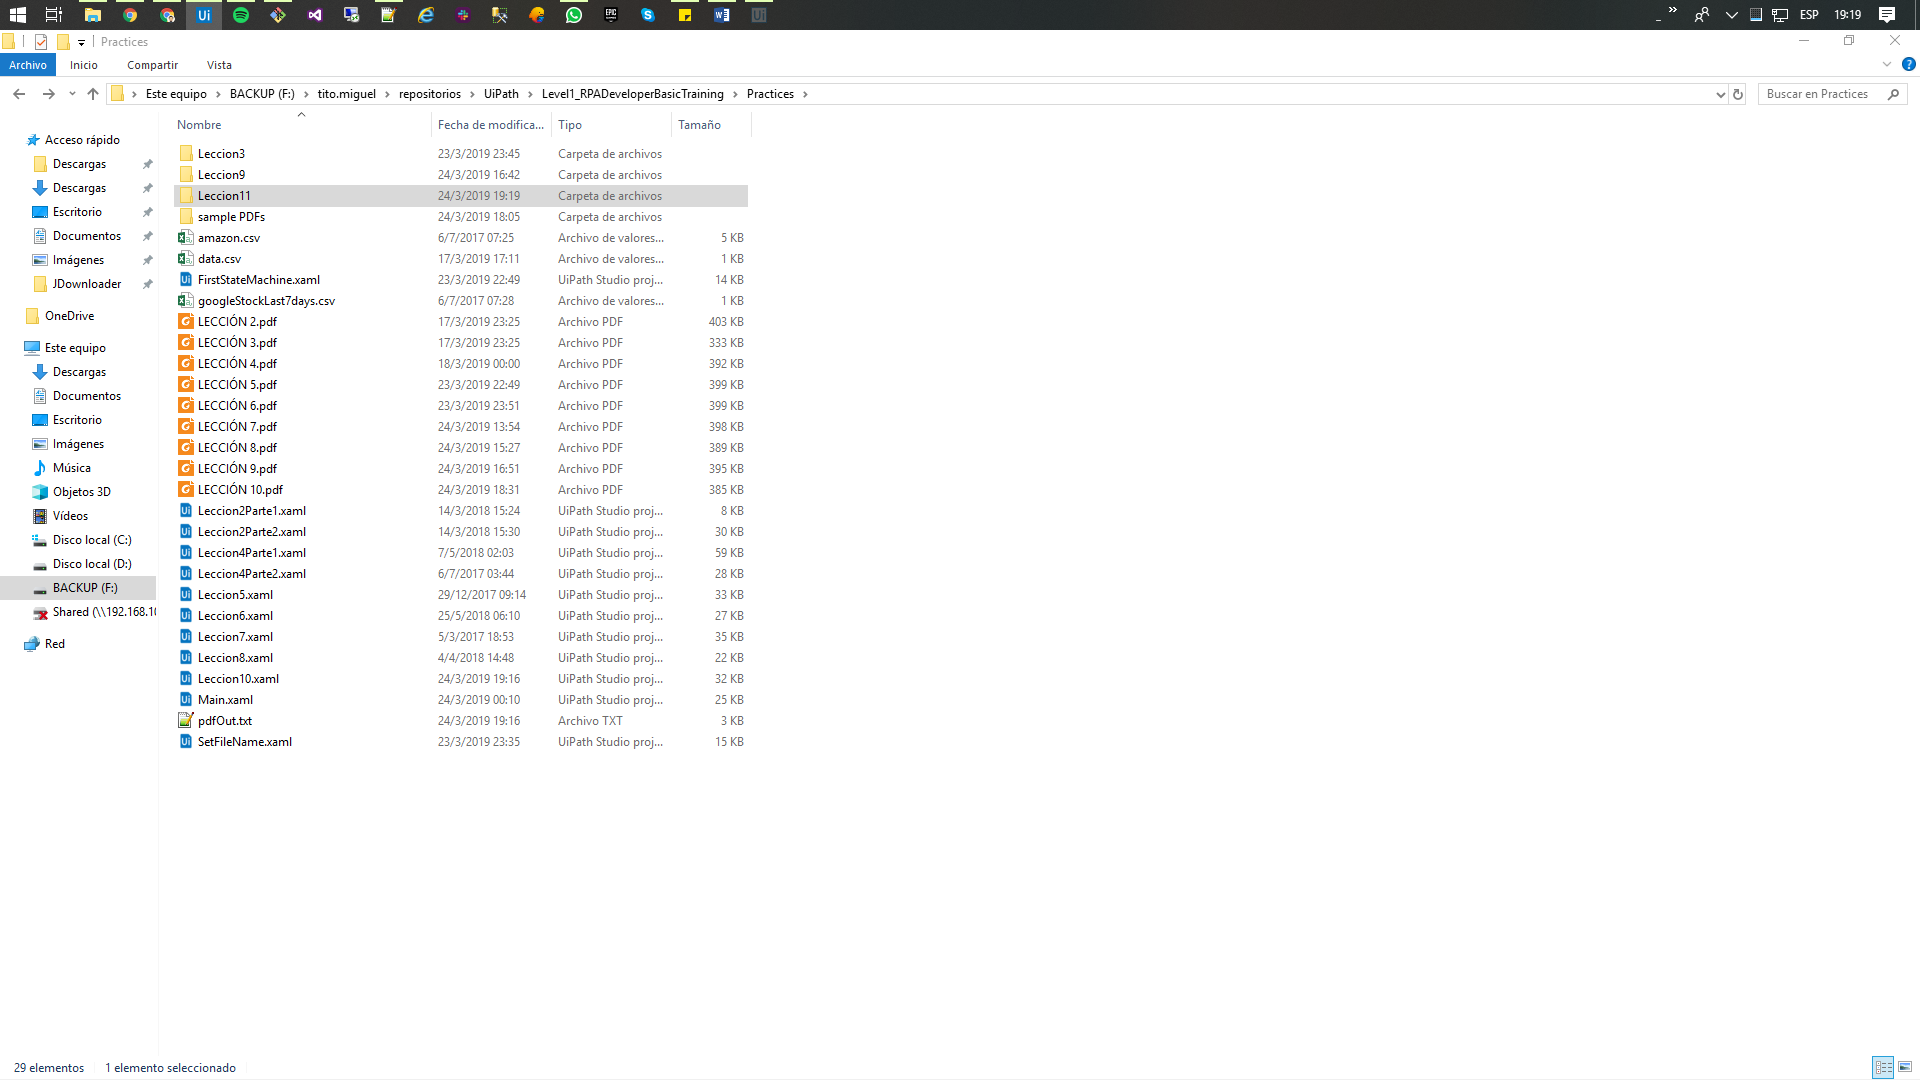 ESP 19:19
Practices
Archivo Inicio Compartir Vista
Este equipo BACKUP (F:) tito.miguel repositorios UiPath Level1_RPADeveloperBasicTraining Practices Buscar en Practices
Nombre Fecha de modifica... Tipo Tamaño
Acceso rápido
Descargas
Descargas
Escritorio
Documentos
Imágenes
JDownloader
OneDrive
Este equipo
Descargas
Documentos
Escritorio
Imágenes
Música
Objetos 3D
Vídeos
Disco local (C:)
Disco local (D:)
BACKUP (F:)
Shared (\\192.168.10
Red
Leccion3 23/3/2019 23:45 Carpeta de archivos
Leccion9 24/3/2019 16:42 Carpeta de archivos
Leccion11 24/3/2019 19:19 Carpeta de archivos
sample PDFs 24/3/2019 18:05 Carpeta de archivos
amazon.csv 6/7/2017 07:25 Archivo de valores... 5 KB
data.csv 17/3/2019 17:11 Archivo de valores... 1 KB
FirstStateMachine.xaml 23/3/2019 22:49 UiPath Studio proj... 14 KB
googleStockLast7days.csv 6/7/2017 07:28 Archivo de valores... 1 KB
LECCIÓN 2.pdf 17/3/2019 23:25 Archivo PDF 403 KB
LECCIÓN 3.pdf 17/3/2019 23:25 Archivo PDF 333 KB
LECCIÓN 4.pdf 18/3/2019 00:00 Archivo PDF 392 KB
LECCIÓN 5.pdf 23/3/2019 22:49 Archivo PDF 399 KB
LECCIÓN 6.pdf 23/3/2019 23:51 Archivo PDF 399 KB
LECCIÓN 7.pdf 24/3/2019 13:54 Archivo PDF 398 KB
LECCIÓN 8.pdf 24/3/2019 15:27 Archivo PDF 389 KB
LECCIÓN 9.pdf 24/3/2019 16:51 Archivo PDF 395 KB
LECCIÓN 10.pdf 24/3/2019 18:31 Archivo PDF 385 KB
Leccion2Parte1.xaml 14/3/2018 15:24 UiPath Studio proj... 8 KB
Leccion2Parte2.xaml 14/3/2018 15:30 UiPath Studio proj... 30 KB
Leccion4Parte1.xaml 7/5/2018 02:03 UiPath Studio proj... 59 KB
Leccion4Parte2.xaml 6/7/2017 03:44 UiPath Studio proj... 28 KB
Leccion5.xaml 29/12/2017 09:14 UiPath Studio proj... 33 KB
Leccion6.xaml 25/5/2018 06:10 UiPath Studio proj... 27 KB
Leccion7.xaml 5/3/2017 18:53 UiPath Studio proj... 35 KB
Leccion8.xaml 4/4/2018 14:48 UiPath Studio proj... 22 KB
Leccion10.xaml 24/3/2019 19:16 UiPath Studio proj... 32 KB
Main.xaml 24/3/2019 00:10 UiPath Studio proj... 25 KB
pdfOut.txt 24/3/2019 19:16 Archivo TXT 3 KB
SetFileName.xaml 23/3/2019 23:35 UiPath Studio proj... 15 KB
29 elementos 1 elemento seleccionado